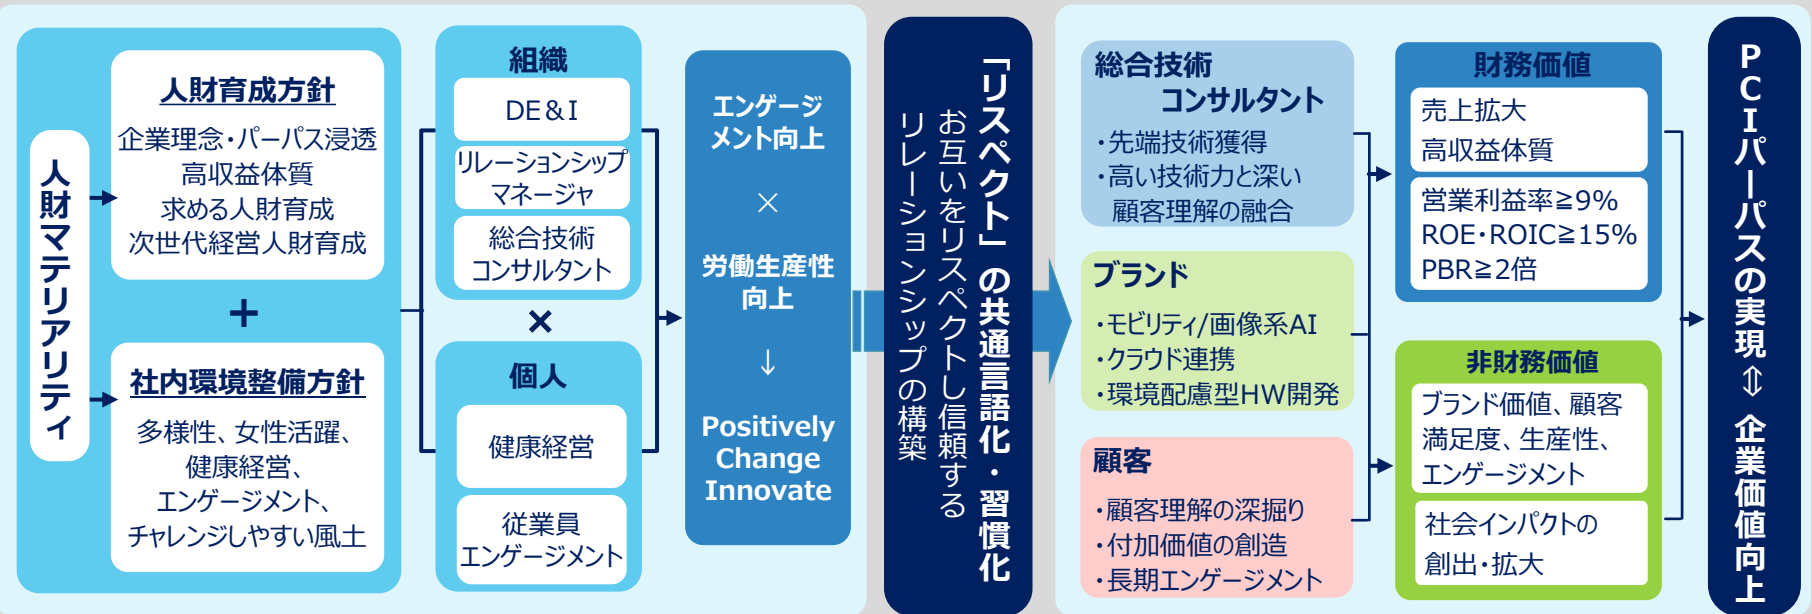 人財マテリアリティ
人財育成方針
企業理念・パーパス浸透
高収益体質
求める人財育成
次世代経営人財育成
+
社内環境整備方針
多様性、女性活躍、
健康経営、
エンゲージメント、
チャレンジしやすい風土
組織
DE&I
リレーションシップ
マネージャ
総合技術
コンサルタント
×
個人
健康経営
従業員
エンゲージメント
エンゲージ
メント向上
×
労働生産性
向上
↓
Positively
Change
Innovate
「リスペクト」の共通言語化・習慣化
お互いをリスペクトし信頼する
リレーションシップの構築
総合技術
コンサルタント
・先端技術獲得
・高い技術力と深い
顧客理解の融合
ブランド
・モビリティ/画像系AI
・クラウド連携
・環境配慮型HW開発
顧客
・顧客理解の深掘り
・付加価値の創造
・長期エンゲージメント
財務価値
売上拡大
高収益体質
営業利益率≧9%
ROE・ROIC≧15%
PBR≧2倍
非財務価値
ブランド価値、顧客
満足度、生産性、
エンゲージメント
社会インパクトの
創出・拡大
PCIパーパスの実現⇕企業価値向上